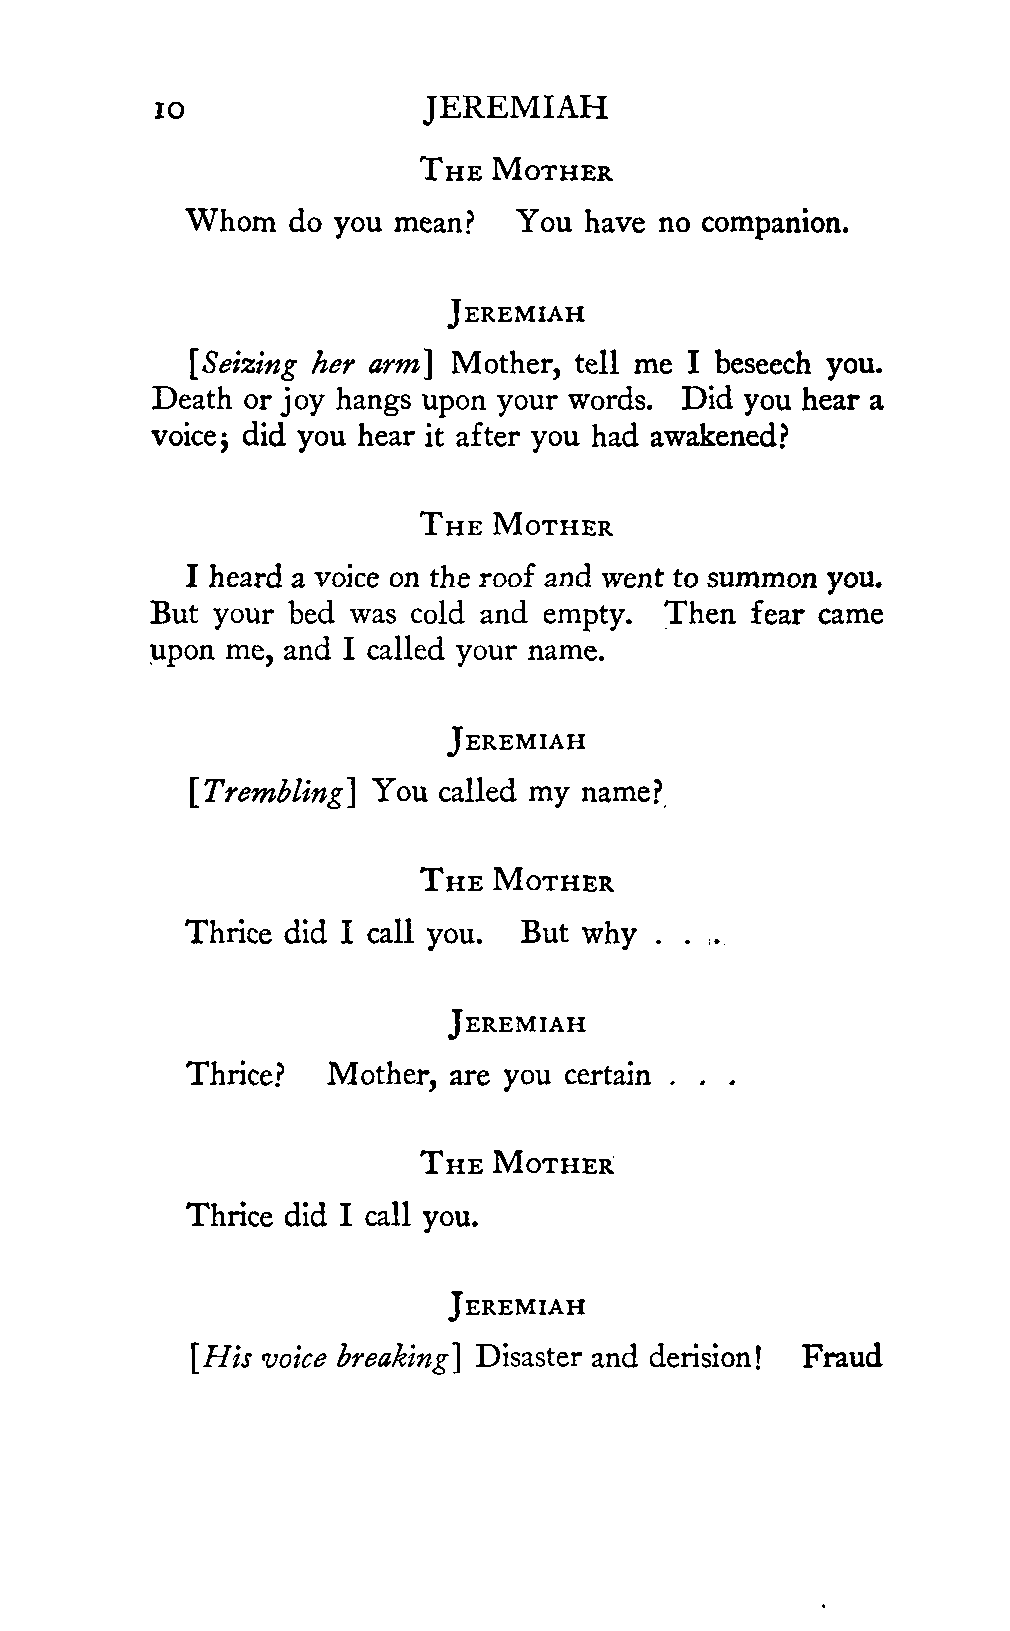 10 JEREMIAH
THE MOTHER
Whom do you mean? You have no companion.
JEREMIAH
[Seizing her arm] Mother, tell me I beseech you.
Death or joy hangs upon your words. Did you hear a
voice; did you hear it after you had awakened?
THE MOTHER
I heard a voice on the roof and went to summon you.
But your bed was cold and empty. Then fear came
upon me, and I called your name.
JEREMIAH
[Trembling] You called my name?
THE MOTHER
Thrice did I call you. But why . . .
JEREMIAH
Thrice? Mother, are you certain . . .
THE MOTHER
Thrice did I call you.
JEREMIAH
[His voice breaking] Disaster and derision! Fraud